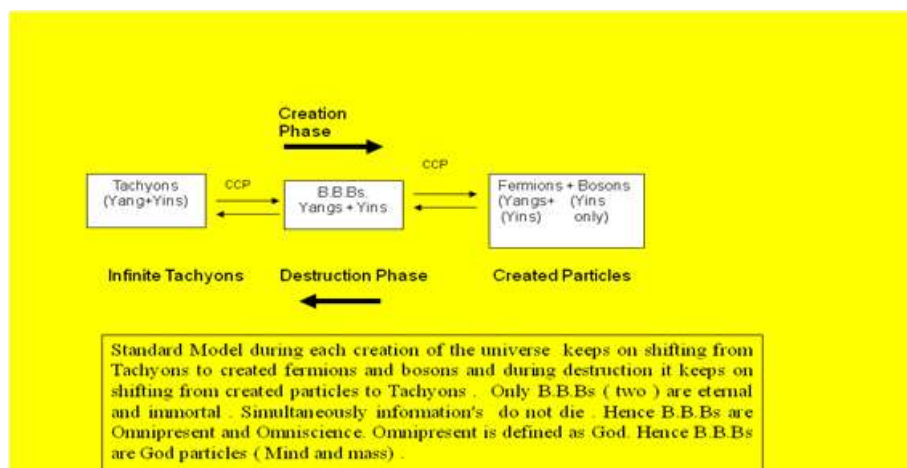 Creation
Phase
CCP
CCP
Tachyons
(Yang+Yins)
B.B.Bs.
Yangs + Yins
Fermions + Bosons
(Yangs+ (Yins
(Yins) only)
Infinite Tachyons
Destruction Phase
Created Particles
Standard Model during each creation of the universe keeps on shifting from
Tachyons to created fermions and bosons and during destruction it keeps on
shifting from created particles to Tachyons . Only B.B.Bs ( two ) are eternal
and immortal . Simultaneously information's do not die . Hence B.B.Bs are
Omnipresent and Omniscience. Omnipresent is defined as God. Hence B.B.Bs
are God particles ( Mind and mass) .